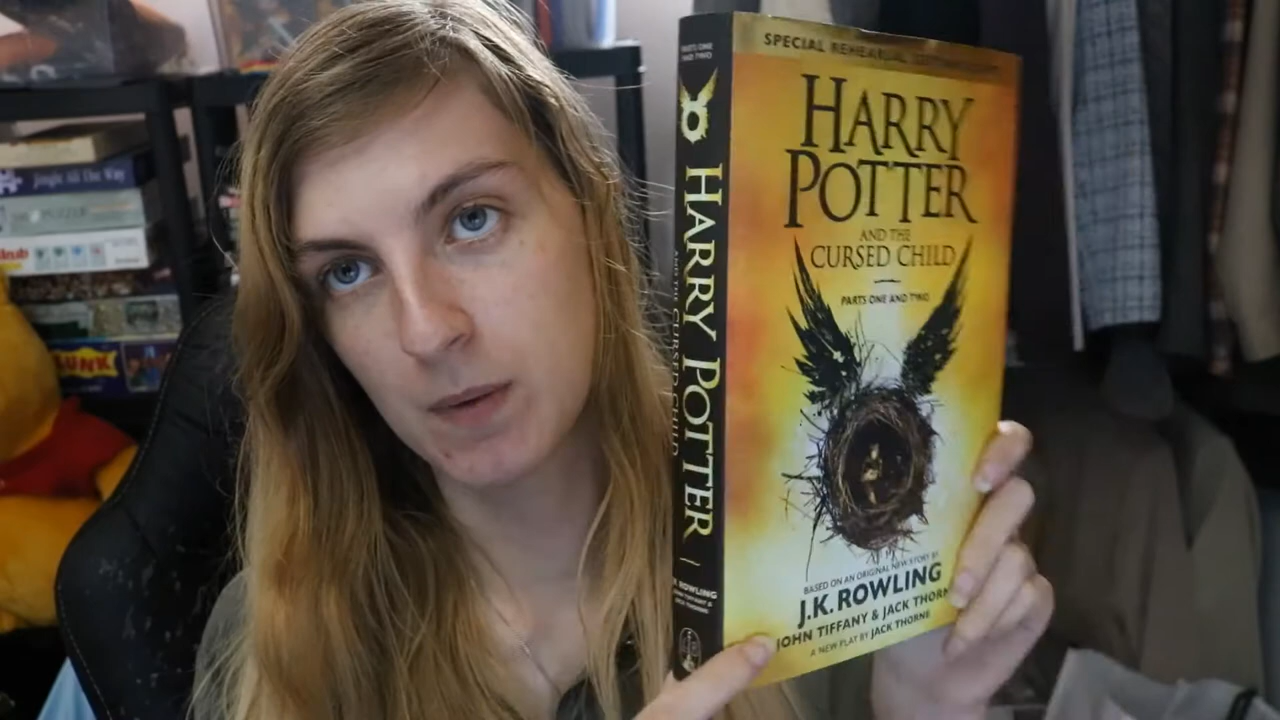 Jingle All The Way
PUZZLE
PARTS ONE
AND TWO
HARRY POTTER
AND THE CURSED CHILD
J.K. ROWLING
JOHN TIFFANY &
JACK THORNE
SPECIAL REHEARSAL
HARRY
POTTER
AND THE
CURSED CHILD
PARTS ONE AND TWO
BASED ON AN ORIGINAL NEW STORY BY
J.K. ROWLING
JOHN TIFFANY & JACK THORN
A NEW PLAY BY JACK THORNE